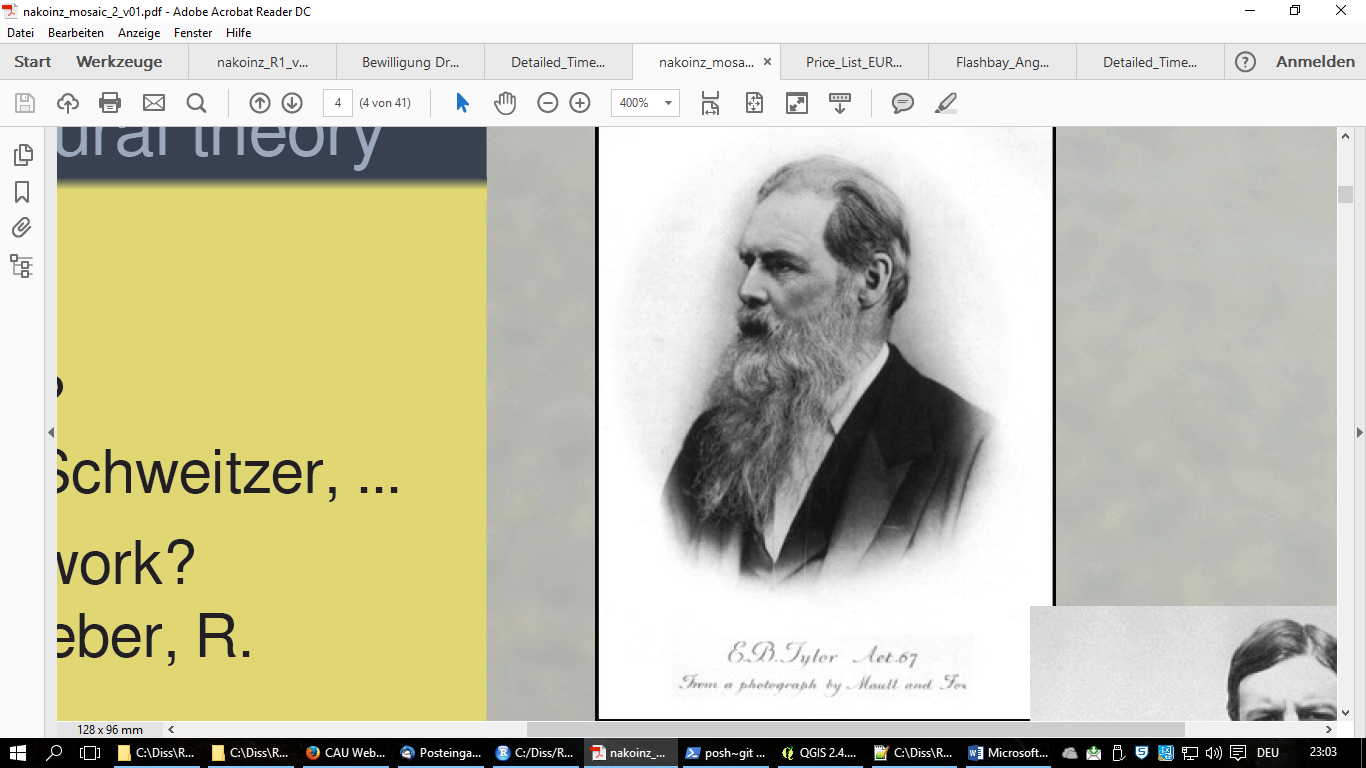 nakoinz_mosaic_2_v01.pdf - Adobe Acrobat Reader DC
Datei Bearbeiten Anzeige Fenster Hilfe
Start Werkzeuge nakoinz_R1_v... Bewilligung Dr... Detailed_Time... nakoinz_mosa... Price_List_EUR... Flashbay_Ang... Detailed_Time... Anmelden
4 (4 von 41) 400%
ural theory
?
Schweitzer, ...
work?
eber, R.
E.B.Tylor Aet.67
From a photograph by Maull and Fox
128 x 96 mm
C:\Diss\R... C:\Diss\R... CAU Web... Posteinga... C:/Diss/R... nakoinz_... posh~git ... QGIS 2.4.... C:\Diss\R... Microsoft... DEU 23:03